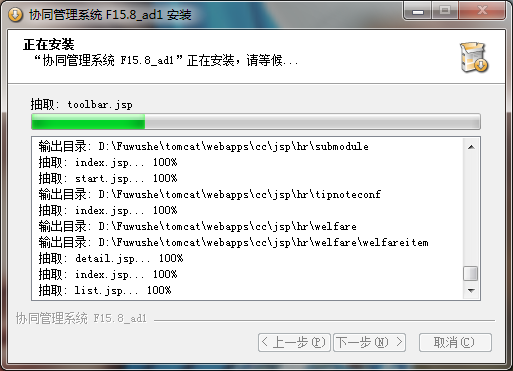 协同管理系统 F15.8_ad1 安装
正在安装
“协同管理系统 F15.8_ad1”正在安装,请等候...
抽取: toolbar.jsp
输出目录: D:\Fuwushe\tomcat\webapps\cc\jsp\hr\submodule
抽取: index.jsp... 100%
抽取: start.jsp... 100%
输出目录: D:\Fuwushe\tomcat\webapps\cc\jsp\hr\tipnoteconf
抽取: index.jsp... 100%
输出目录: D:\Fuwushe\tomcat\webapps\cc\jsp\hr\welfare
输出目录: D:\Fuwushe\tomcat\webapps\cc\jsp\hr\welfare\welfareitem
抽取: detail.jsp... 100%
抽取: index.jsp... 100%
抽取: list.jsp... 100%
协同管理系统 F15.8_ad1
< 上一步(P) 下一步(N) > 取消(C)